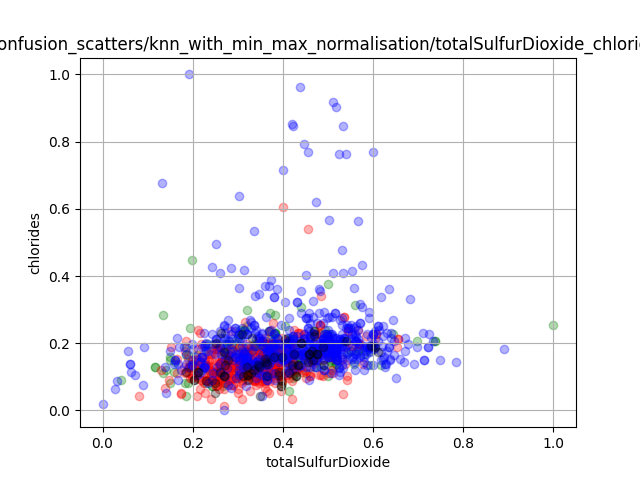 onfusion_scatters/knn_with_min_max_normalisation/totalSulfurDioxide_chlori
1.0
0.8
0.6
0.4
0.2
0.0
chlorides
0.0 0.2 0.4 0.6 0.8 1.0
totalSulfurDioxide